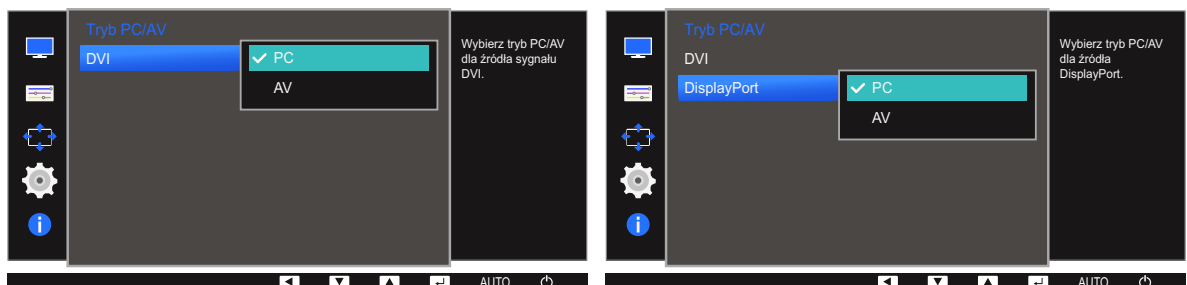 Tryb PC/AV
DVI
PC
AV
Wybierz tryb PC/AV
dla źródła sygnału
DVI.
AUTO
Tryb PC/AV
DVI
DisplayPort
PC
AV
Wybierz tryb PC/AV
dla źródła
DisplayPort.
AUTO